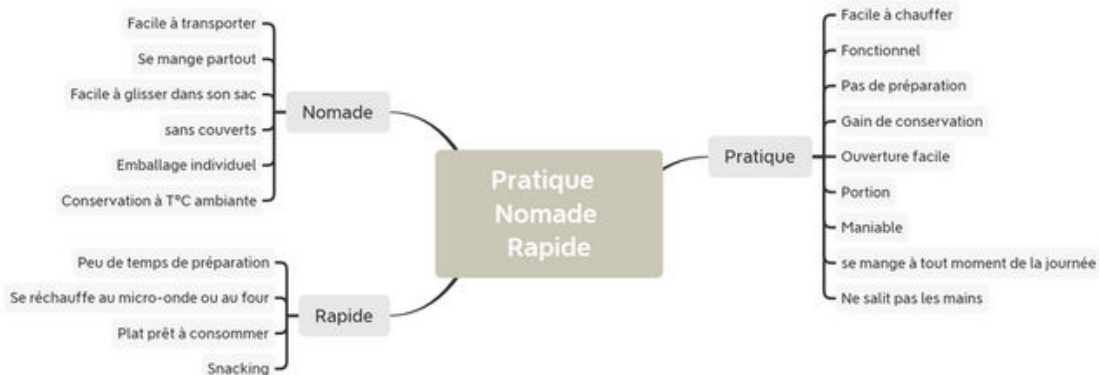 Facile à transporter
Se mange partout
Facile à glisser dans son sac
sans couverts
Emballage individuel
Conservation à T°C ambiante
Nomade
Peu de temps de préparation
Se réchauffe au micro-onde ou au four
Plat prêt à consommer
Snacking
Rapide
Pratique
Nomade
Rapide
Pratique
Facile à chauffer
Fonctionnel
Pas de préparation
Gain de conservation
Ouverture facile
Portion
Maniable
se mange à tout moment de la journée
Ne salit pas les mains